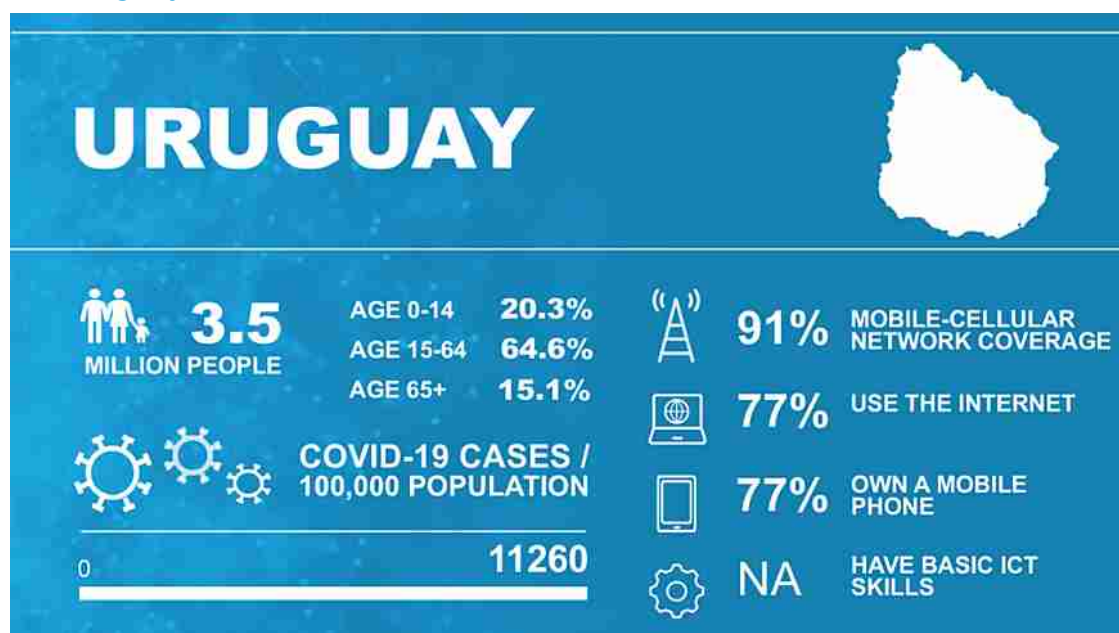 URUGUAY
3.5
MILLION PEOPLE
AGE 0-14 20.3%
AGE 15-64 64.6%
AGE 65+ 15.1%
COVID-19 CASES /
100,000 POPULATION
0 11260
91% MOBILE-CELLULAR
NETWORK COVERAGE
77% USE THE INTERNET
77% OWN A MOBILE
PHONE
NA HAVE BASIC ICT
SKILLS